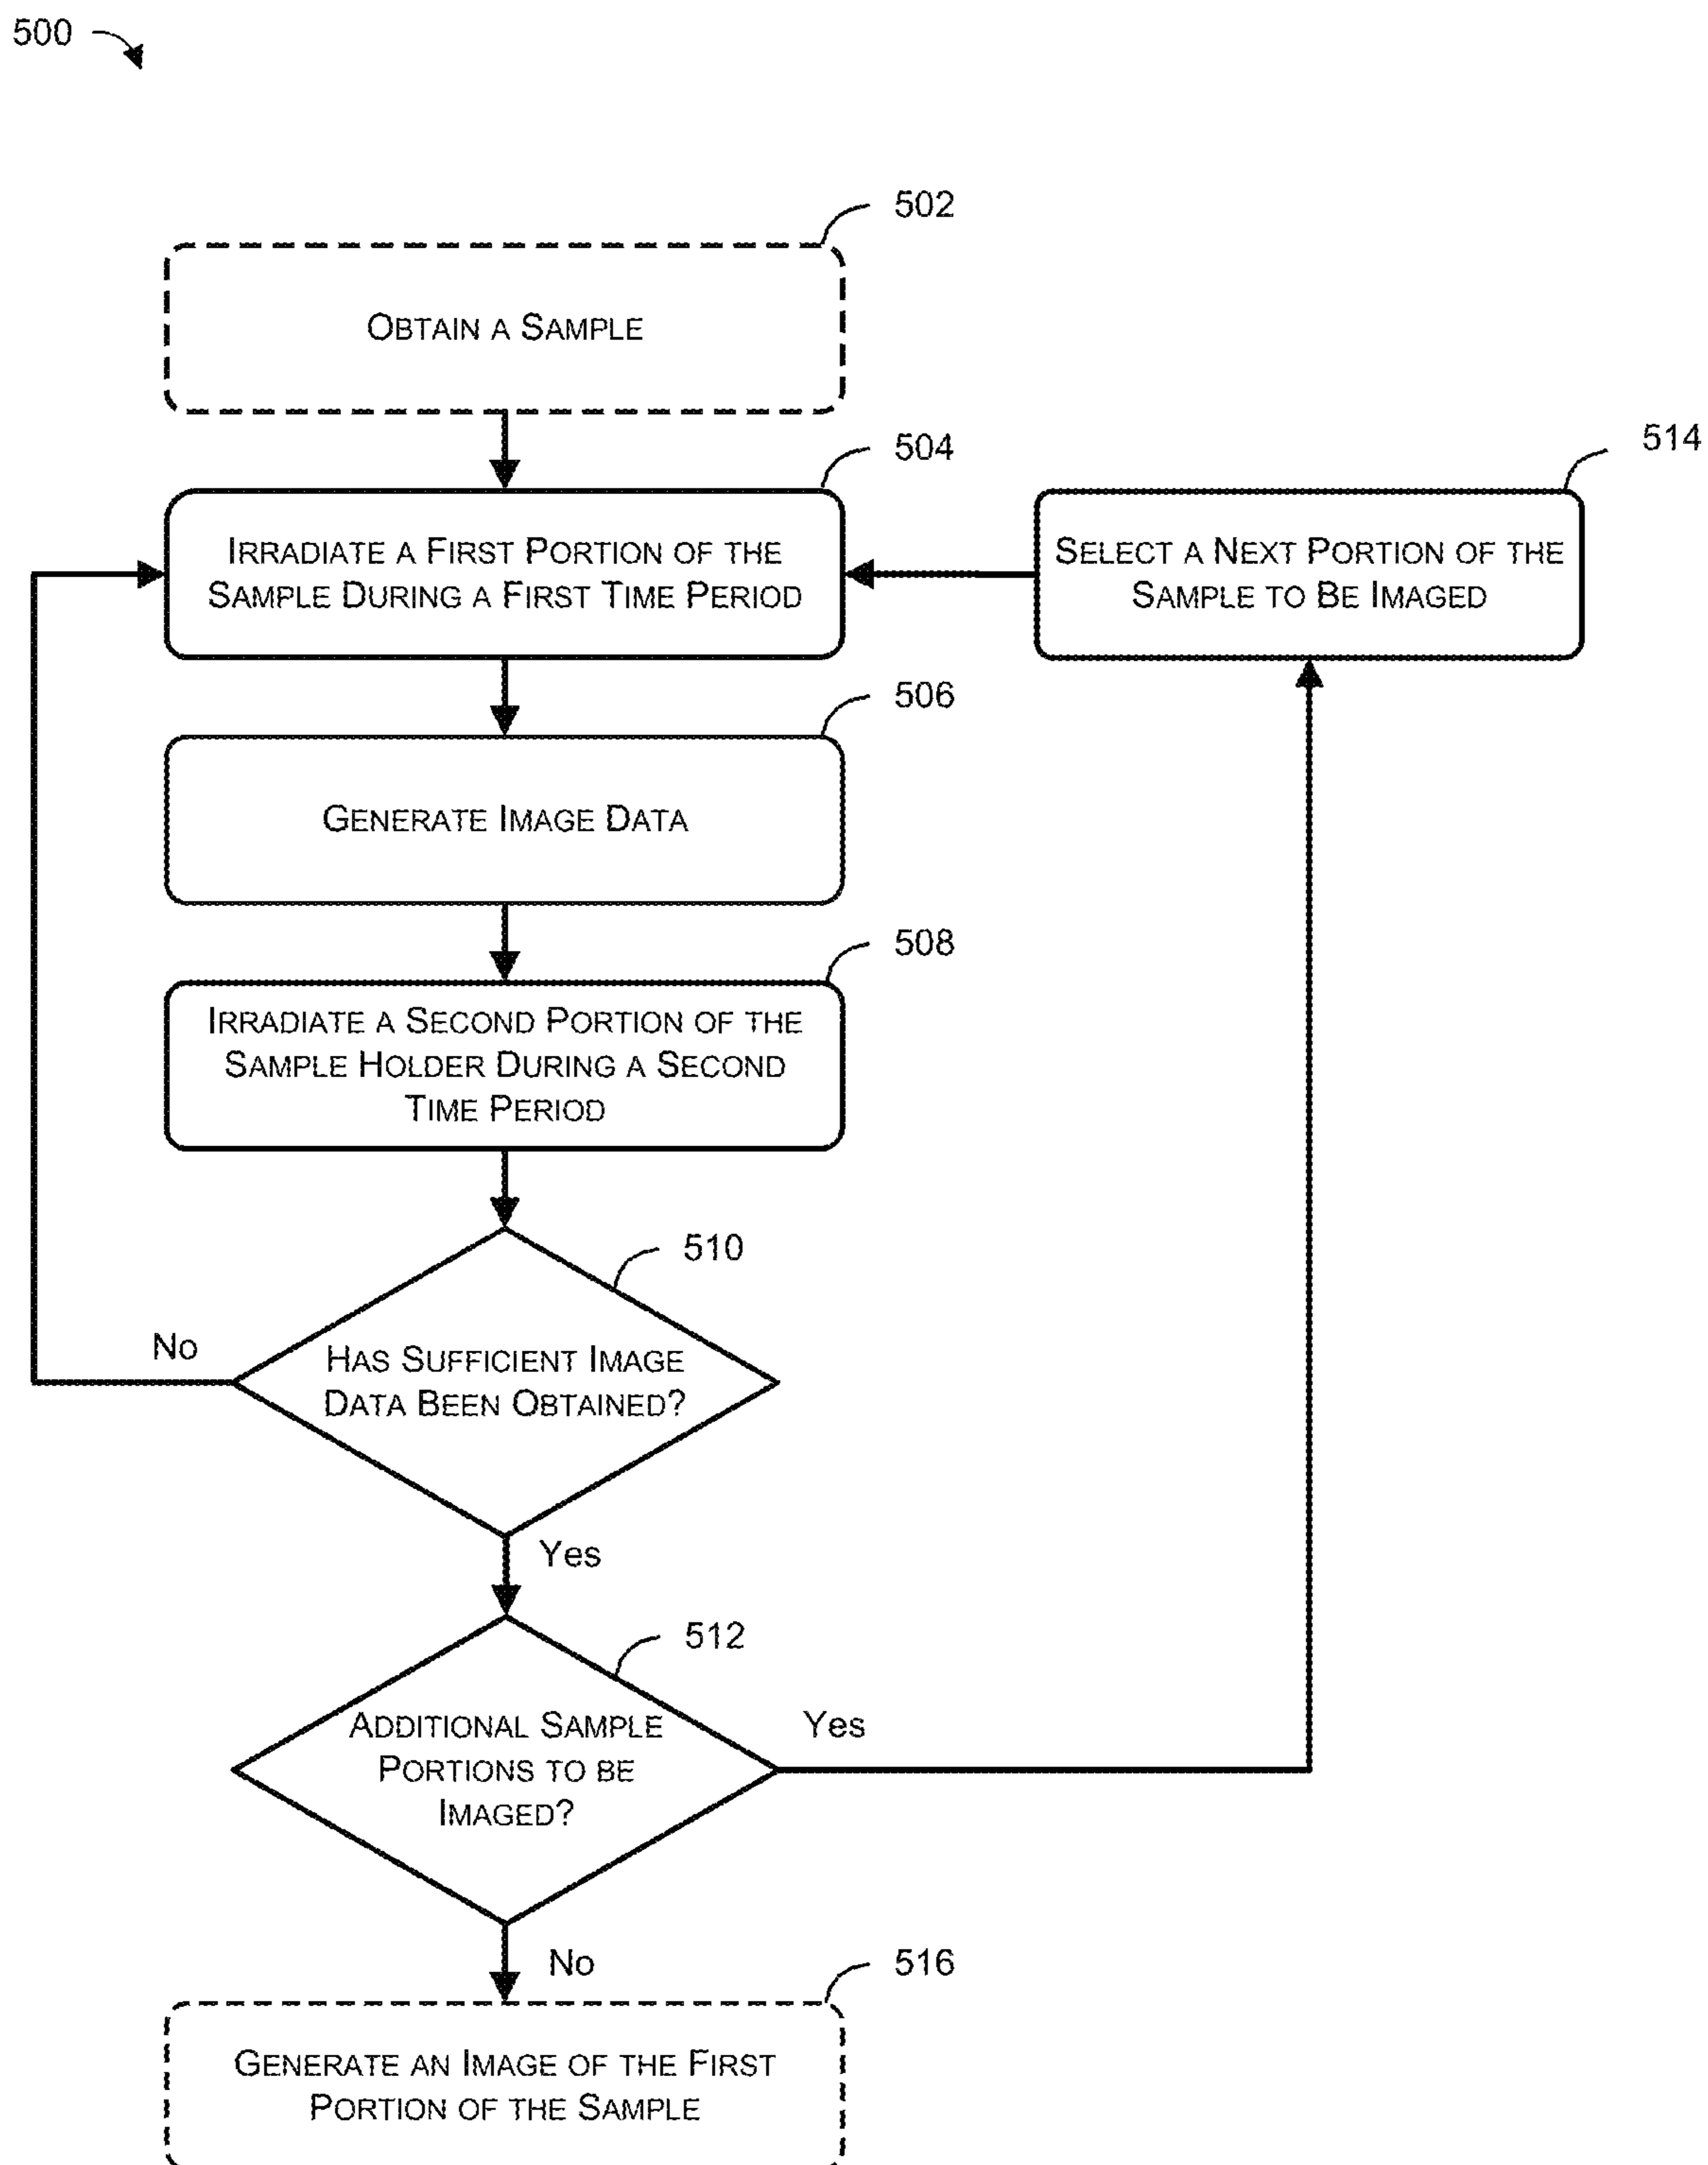 500
502
OBTAIN A SAMPLE
504
IRRADIATE A FIRST PORTION OF THE
SAMPLE DURING A FIRST TIME PERIOD
514
SELECT A NEXT PORTION OF THE
SAMPLE TO BE IMAGED
506
GENERATE IMAGE DATA
508
IRRADIATE A SECOND PORTION OF THE
SAMPLE HOLDER DURING A SECOND
TIME PERIOD
510
HAS SUFFICIENT IMAGE
DATA BEEN OBTAINED?
No
Yes
512
ADDITIONAL SAMPLE
PORTIONS TO BE
IMAGED?
Yes
No
516
GENERATE AN IMAGE OF THE FIRST
PORTION OF THE SAMPLE